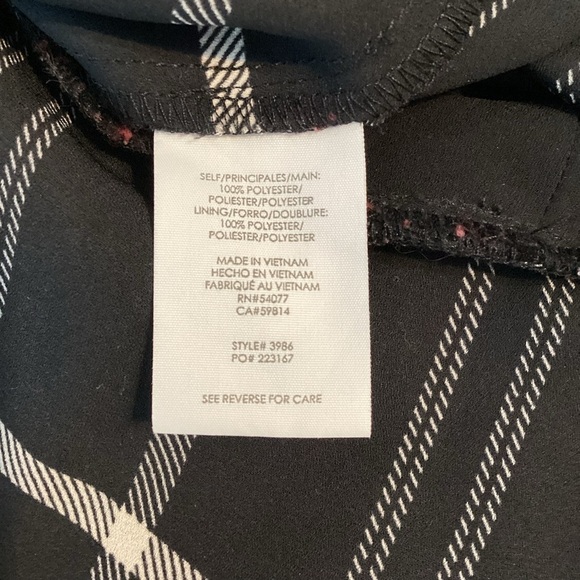 SELF/PRINCIPALES/MAIN:
100% POLYESTER/
POLIESTER/POLYESTER
LINING/FORRO/DOUBLURE:
100% POLYESTER/
POLIESTER/POLYESTER
MADE IN VIETNAM
HECHO EN VIETNAM
FABRIQUÉ AU VIETNAM
RN#54077
CA#59814
STYLE# 3986
PO# 223167
SEE REVERSE FOR CARE